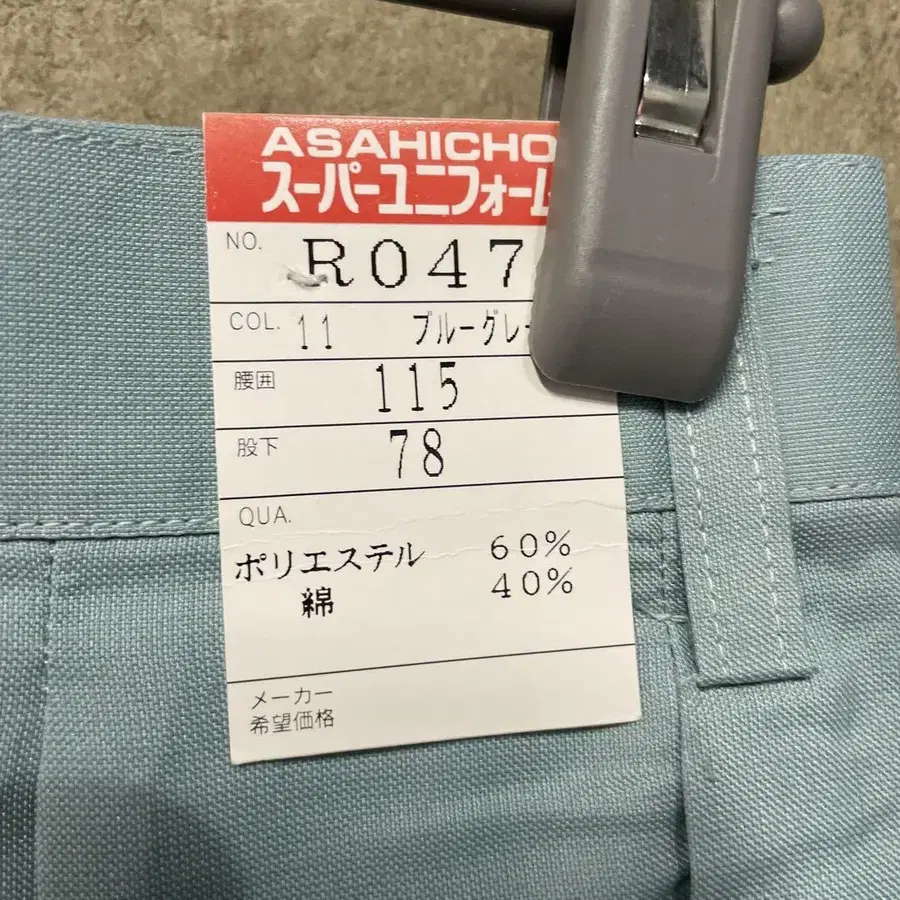 ASAHICHO
スーパーユニフォーム
NO. R047
COL. 11 ブルーグレー
腰囲 115
股下 78
QUA.
ポリエステル 60%
綿 40%
メーカー
希望価格